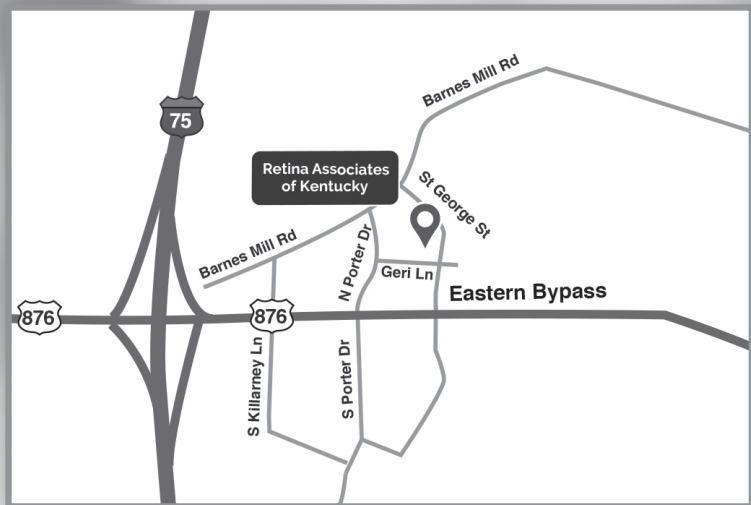 Barnes Mill Rd
75
Retina Associates
of Kentucky
St George St
Barnes Mill Rd
N Porter Dr
Geri Ln
Eastern Bypass
876
876
S Killarney Ln
S Porter Dr